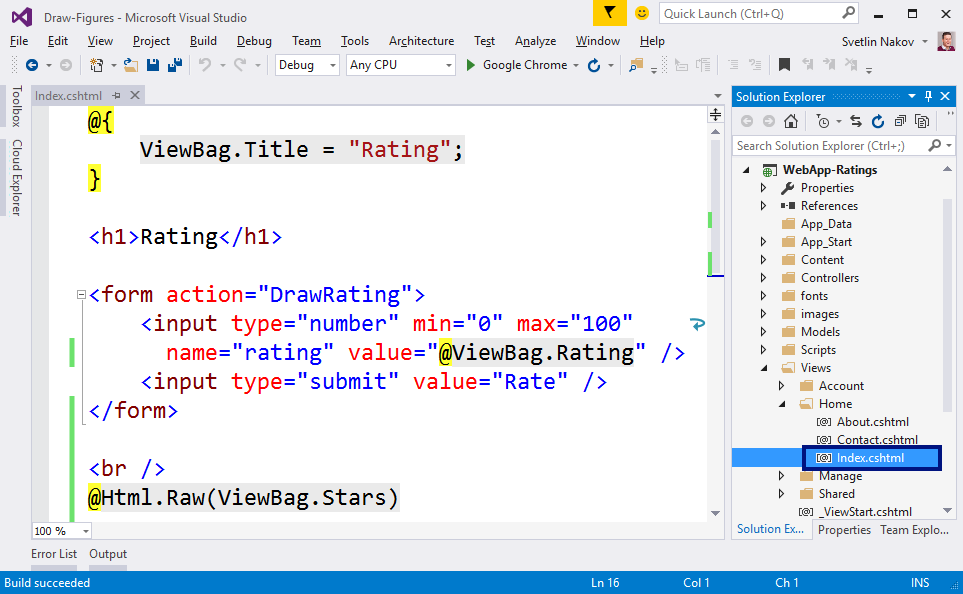 Draw-Figures - Microsoft Visual Studio
Quick Launch (Ctrl+Q)
File Edit View Project Build Debug Team Tools Architecture Test Analyze Window Help
Svetlin Nakov
Debug Any CPU Google Chrome
Toolbox
Cloud Explorer
Index.cshtml
@{
ViewBag.Title = "Rating";
}
<h1>Rating</h1>
<form action="DrawRating">
<input type="number" min="0" max="100"
name="rating" value="@ViewBag.Rating" />
<input type="submit" value="Rate" />
</form>
<br />
@Html.Raw(ViewBag.Stars)
100 %
Solution Explorer
Search Solution Explorer (Ctrl+;)
WebApp-Ratings
Properties
References
App_Data
App_Start
Content
Controllers
fonts
images
Models
Scripts
Views
Account
Home
About.cshtml
Contact.cshtml
Index.cshtml
Manage
Shared
_ViewStart.cshtml
Solution Ex... Properties Team Explo...
Error List Output
Build succeeded Ln 16 Col 1 Ch 1 INS